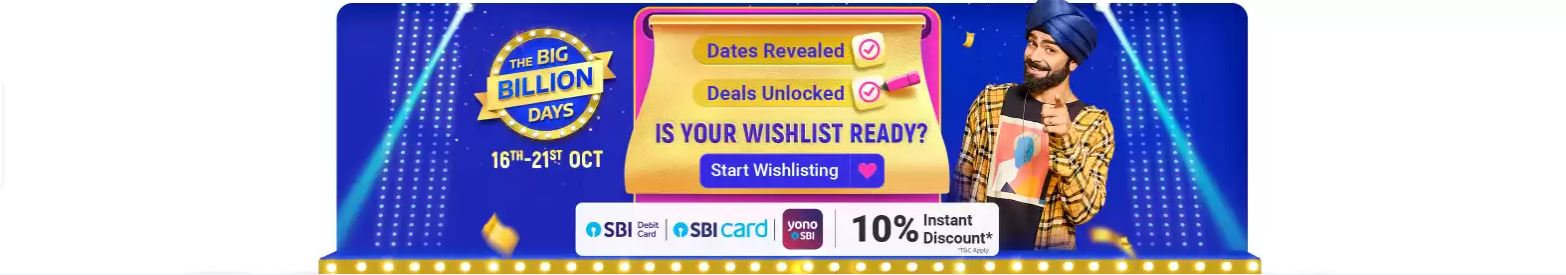 THE BIG
BILLION
DAYS
16TH-21ST OCT
Dates Revealed
Deals Unlocked
IS YOUR WISHLIST READY?
Start Wishlisting
SBI Debit Card
SBI card
yono
SBI
10% Instant Discount*
*T&C Apply